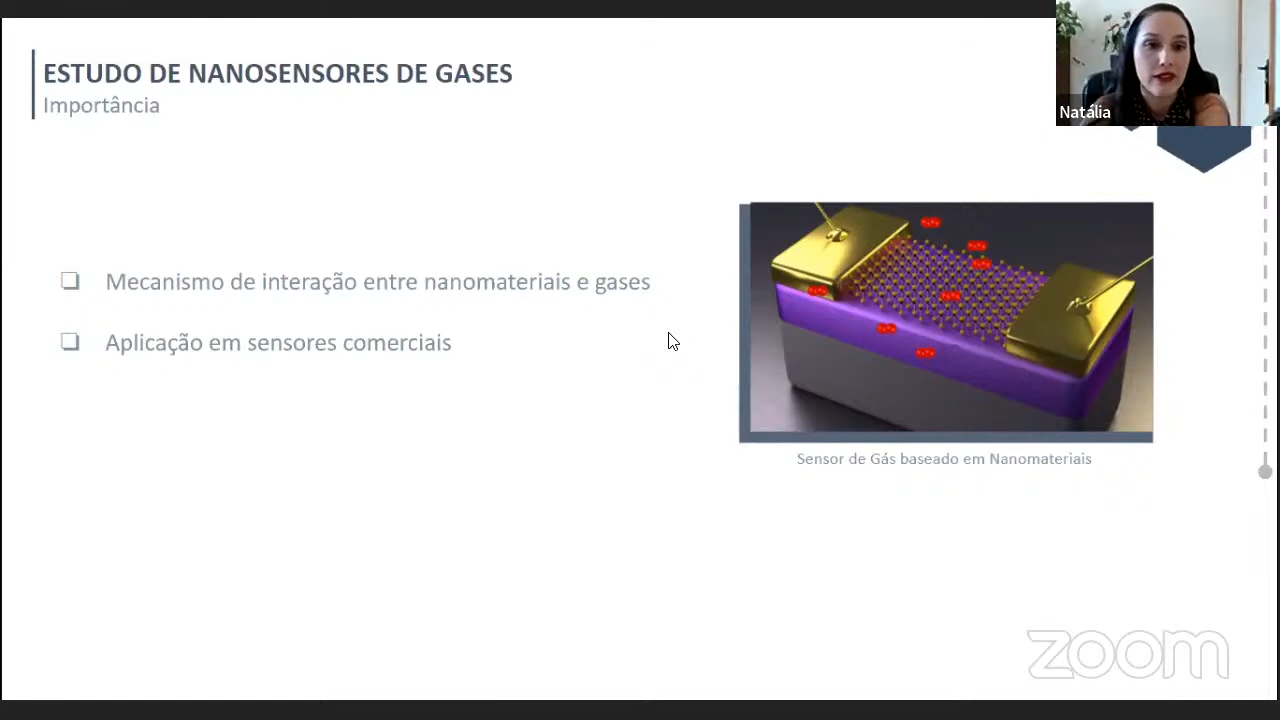 ESTUDO DE NANOSENSORES DE GASES
Importância
Natália
Mecanismo de interação entre nanomateriais e gases
Aplicação em sensores comerciais
Sensor de Gás baseado em Nanomateriais
zoom